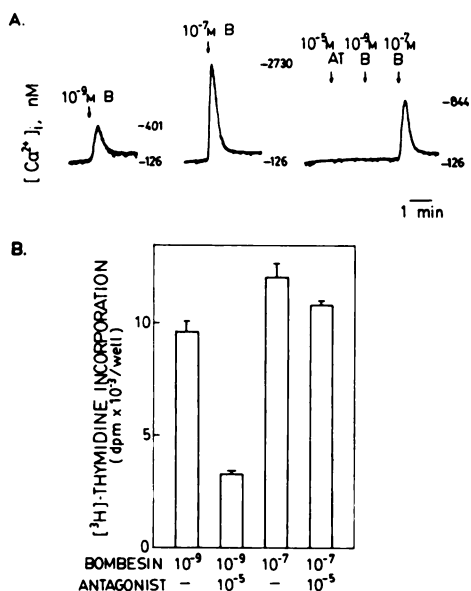 A.
10⁻⁹M B
10⁻⁷M B
10⁻⁵M 10⁻⁹M 10⁻⁷M
AT B B
[Ca²⁺]i, nM
-401
-126
-2730
-126
-844
-126
1 min
B.
[³H]-THYMIDINE INCORPORATION
(dpm x 10⁻³/well)
10
5
0
BOMBESIN 10⁻⁹ 10⁻⁹ 10⁻⁷ 10⁻⁷
ANTAGONIST – 10⁻⁵ – 10⁻⁵